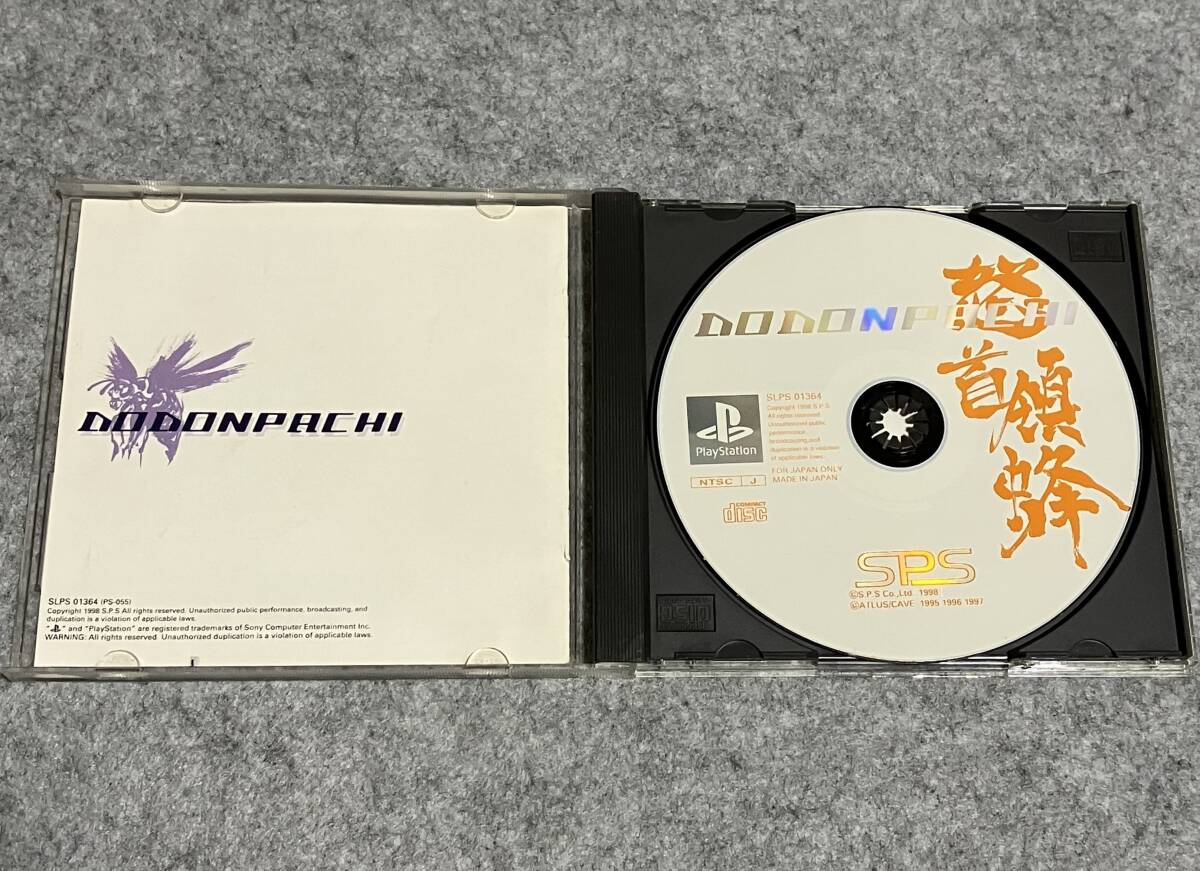 DODONPACHI
SLPS 01364 (PS-055)
Copyright 1998 S.P.S All rights reserved. Unauthorized public performance, broadcasting, and
duplication is a violation of applicable laws.
" " and "PlayStation" are registered trademarks of Sony Computer Entertainment Inc.
WARNING: All rights reserved. Unauthorized duplication is a violation of applicable laws.
DODONPACHI
怒
首領
蜂
PlayStation
NTSC J
SLPS 01364
Copyright 1998 S.P.S
All rights reserved.
Unauthorized public
performance,
broadcasting,and
duplication is a violation
of applicable laws.
FOR JAPAN ONLY
MADE IN JAPAN
COMPACT
disc
SPS
©S.P.S Co.,Ltd. 1998
©ATLUS/CAVE 1995 1996 1997